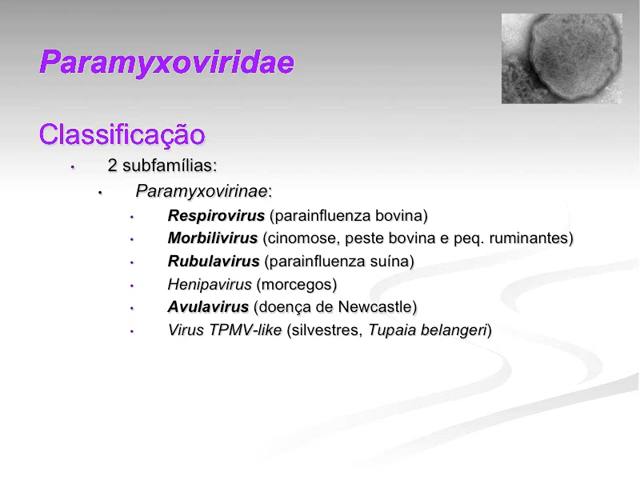 Paramyxoviridae
Classificação
• 2 subfamílias:
• Paramyxovirinae:
• Respirovirus (parainfluenza bovina)
• Morbilivirus (cinomose, peste bovina e peq. ruminantes)
• Rubulavirus (parainfluenza suína)
• Henipavirus (morcegos)
• Avulavirus (doença de Newcastle)
• Virus TPMV-like (silvestres, Tupaia belangeri)